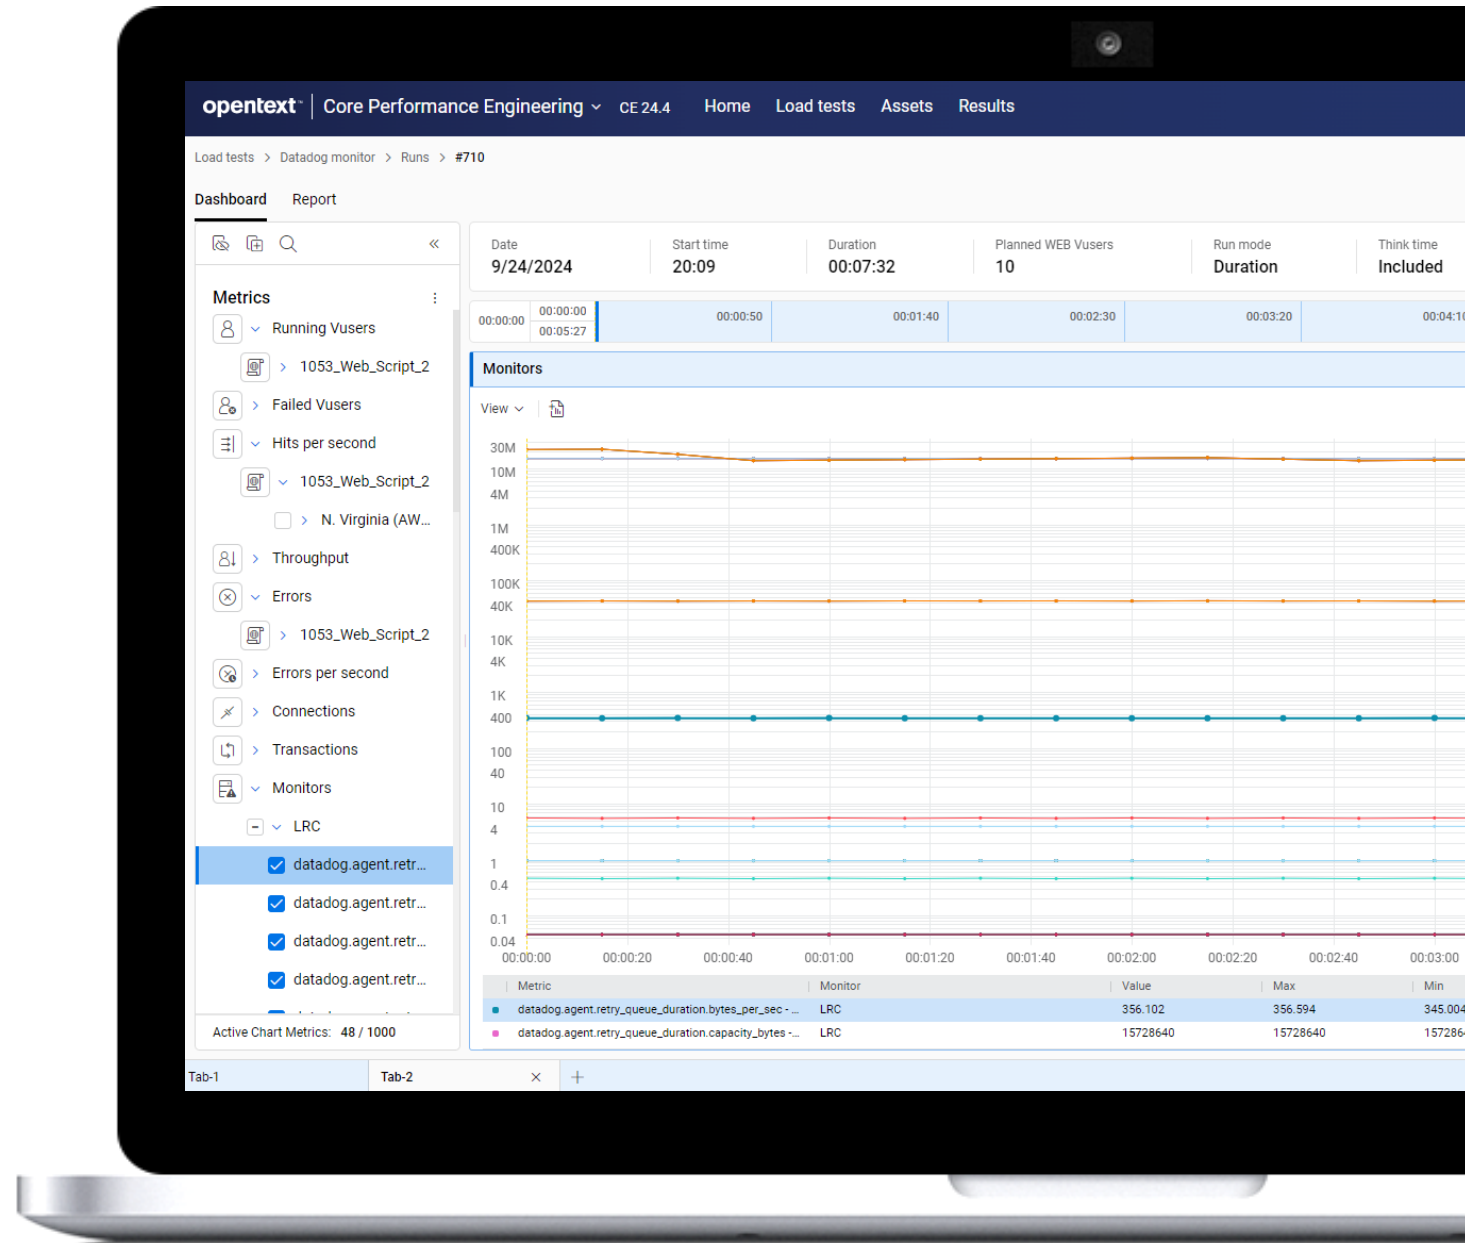 opentext™ | Core Performance Engineering CE 24.4 Home Load tests Assets Results
Load tests > Datadog monitor > Runs > #710
Dashboard Report
Date Start time Duration Planned WEB Vusers Run mode Think time
9/24/2024 20:09 00:07:32 10 Duration Included
Metrics
Running Vusers
1053_Web_Script_2
Failed Vusers
Hits per second
1053_Web_Script_2
N. Virginia (AW...
Throughput
Errors
1053_Web_Script_2
Errors per second
Connections
Transactions
Monitors
LRC
datadog.agent.retr...
datadog.agent.retr...
datadog.agent.retr...
datadog.agent.retr...
Active Chart Metrics: 48 / 1000
00:00:00 00:00:00 00:00:50 00:01:40 00:02:30 00:03:20 00:04:10
00:05:27
Monitors
View
30M
10M
4M
1M
400K
100K
40K
10K
4K
1K
400
100
40
10
4
1
0.4
0.1
0.04
00:00:00 00:00:20 00:00:40 00:01:00 00:01:20 00:01:40 00:02:00 00:02:20 00:02:40 00:03:00
Metric Monitor Value Max Min
datadog.agent.retry_queue_duration.bytes_per_sec - ... LRC 356.102 356.594 345.004
datadog.agent.retry_queue_duration.capacity_bytes -... LRC 15728640 15728640 157286
Tab-1 Tab-2